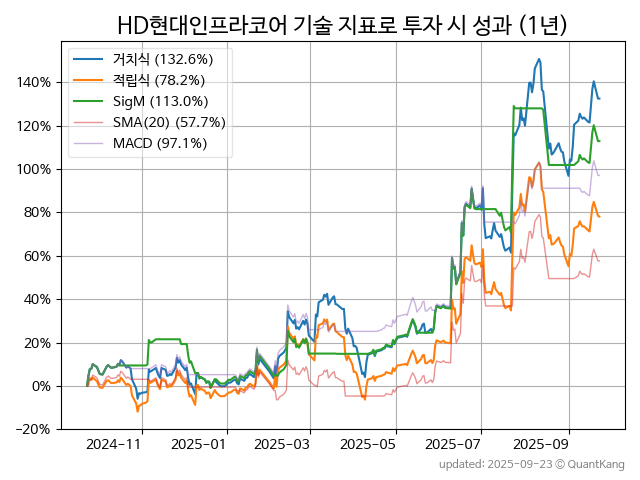 HD현대인프라코어 기술 지표로 투자 시 성과 (1년)
거치식 (132.6%)
적립식 (78.2%)
SigM (113.0%)
SMA(20) (57.7%)
MACD (97.1%)
140%
120%
100%
80%
60%
40%
20%
0%
−20%
2024-11
2025-01
2025-03
2025-05
2025-07
2025-09
updated: 2025-09-23 © QuantKang